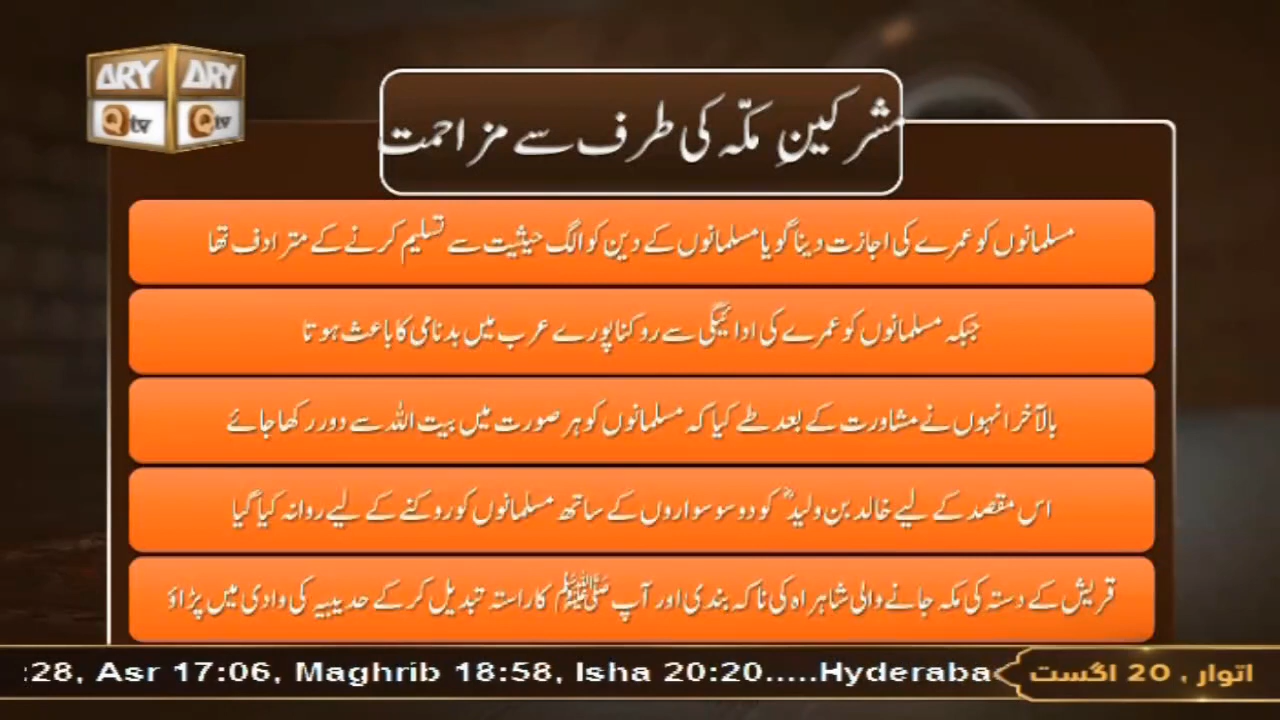 ARY ARY
Qtv Qtv
مشرکینِ مکّہ کی طرف سے مزاحمت
مسلمانوں کو عمرے کی اجازت دینا گویا مسلمانوں کے دین کو الگ حیثیت سے تسلیم کرنے کے مترادف تھا
جبکہ مسلمانوں کو عمرے کی ادائیگی سے روکنا پورے عرب میں بدنامی کا باعث ہوتا
بالآخر انہوں نے مشاورت کے بعد طے کیا کہ مسلمانوں کو ہر صورت میں بیت اللہ سے دور رکھا جائے
اس مقصد کے لیے خالد بن ولیدؓ کو دو سو سواروں کے ساتھ مسلمانوں کو روکنے کے لیے روانہ کیا گیا
قریش کے دستہ کی مکہ جانے والی شاہراہ کی ناکہ بندی اور آپ ﷺ کا راستہ تبدیل کر کے حدیبیہ کی وادی میں پڑاؤ
:28, Asr 17:06, Maghrib 18:58, Isha 20:20.....Hyderaba
اتوار , 20 اگست